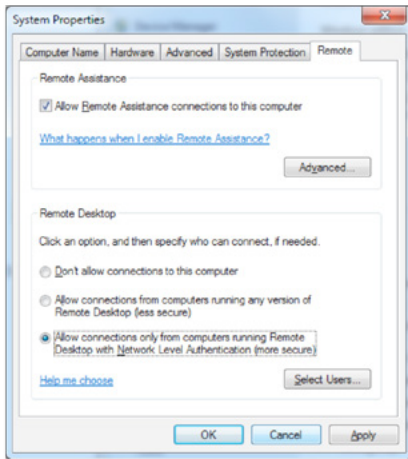 System Properties
Computer Name
Hardware
Advanced
System Protection
Remote
Remote Assistance
Allow Remote Assistance connections to this computer
What happens when I enable Remote Assistance?
Advanced...
Remote Desktop
Click an option, and then specify who can connect, if needed.
Don't allow connections to this computer
Allow connections from computers running any version of
Remote Desktop (less secure)
Allow connections only from computers running Remote
Desktop with Network Level Authentication (more secure)
Help me choose
Select Users...
OK
Cancel
Apply